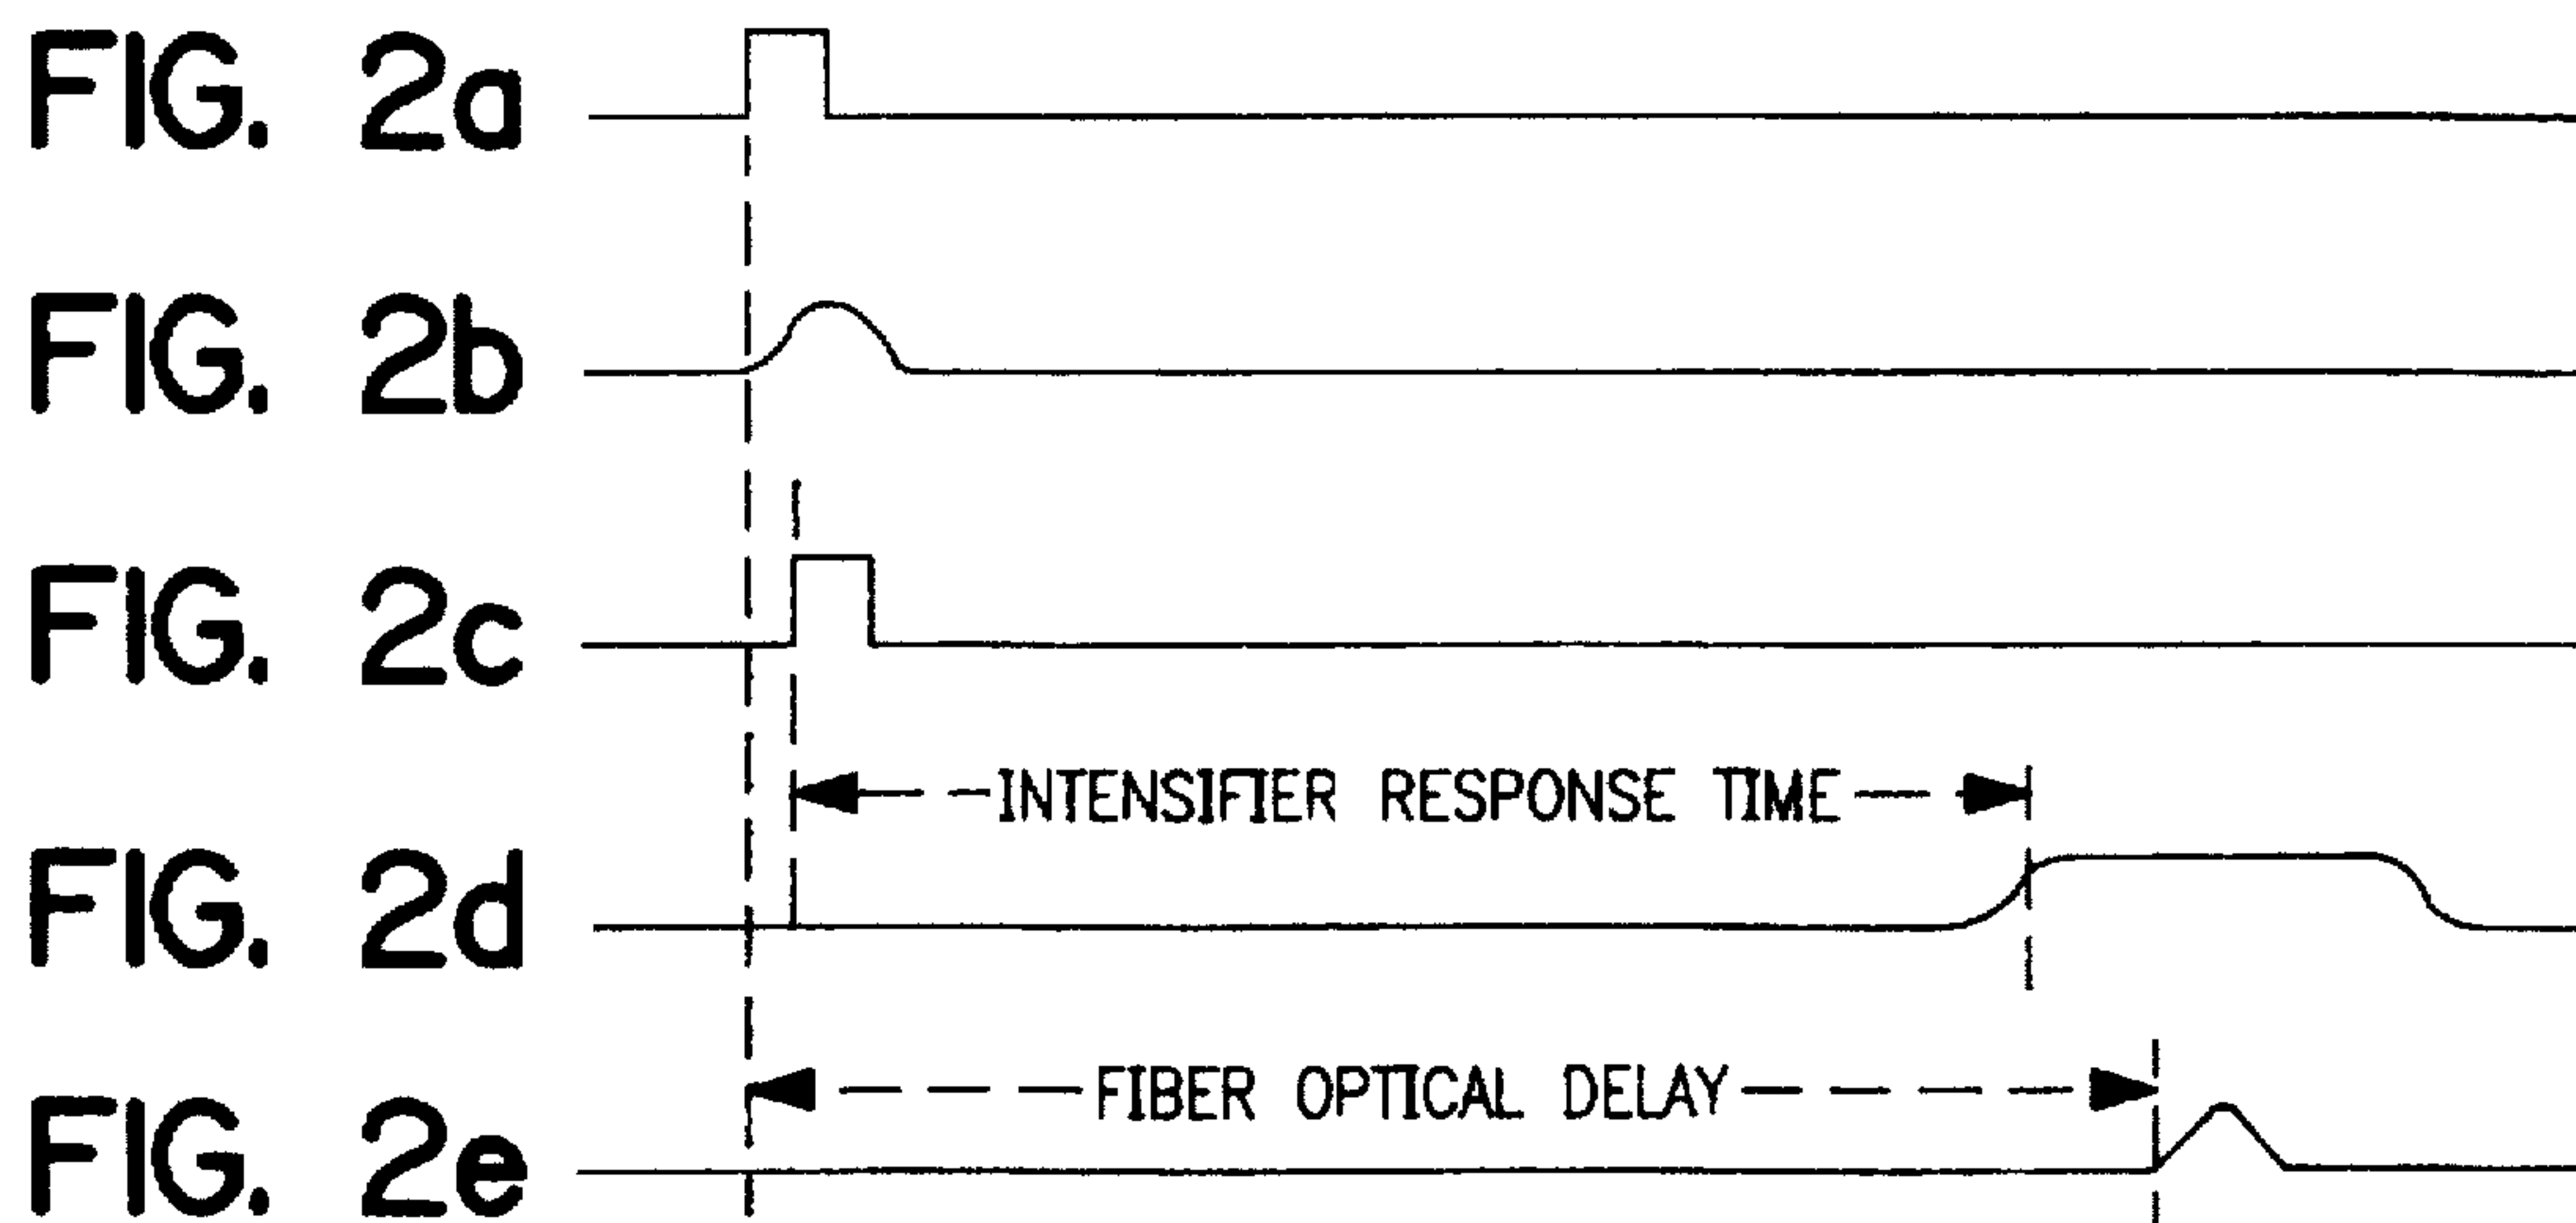 FIG. 2a
FIG. 2b
FIG. 2c
INTENSIFIER RESPONSE TIME
FIG. 2d
FIBER OPTICAL DELAY
FIG. 2e